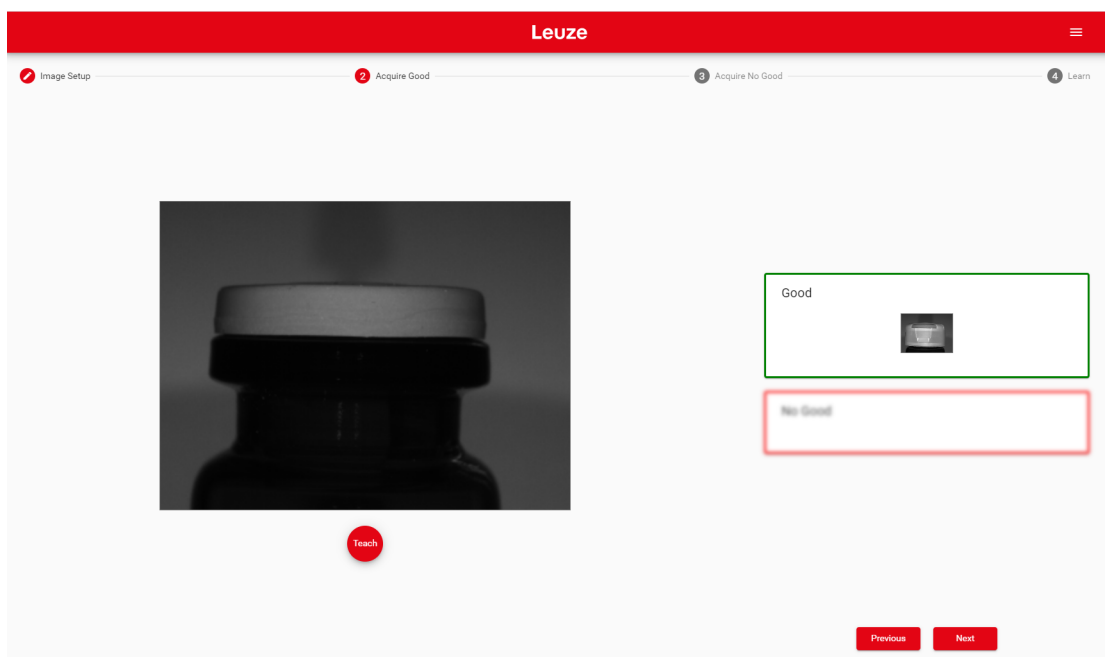 Leuze
Image Setup
2 Acquire Good
3 Acquire No Good
4 Learn
Good
No Good
Teach
Previous
Next